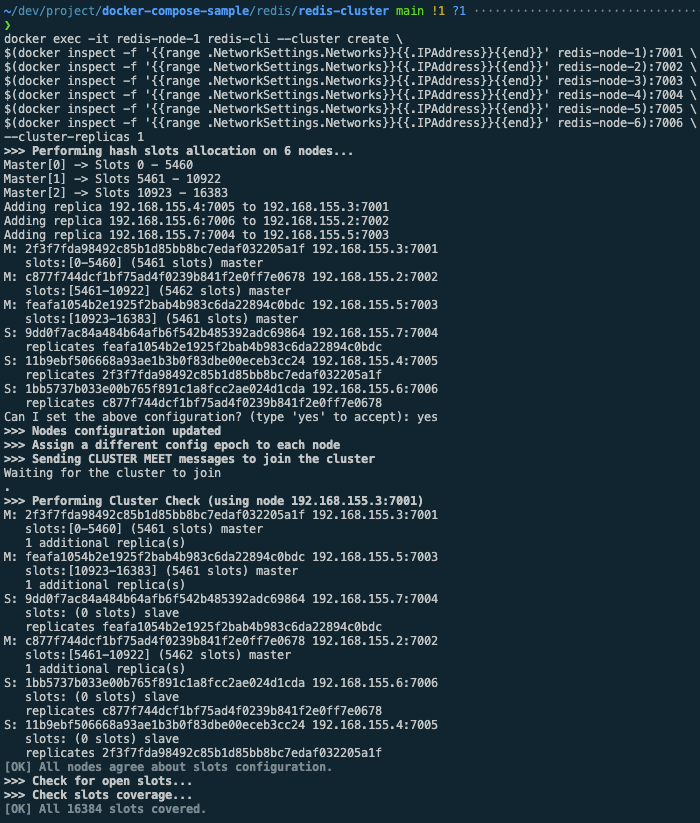 ~/dev/project/docker-compose-sample/redis/redis-cluster main !1 ?1
❯
docker exec -it redis-node-1 redis-cli --cluster create \
$(docker inspect -f '{{range .NetworkSettings.Networks}}{{.IPAddress}}{{end}}' redis-node-1):7001 \
$(docker inspect -f '{{range .NetworkSettings.Networks}}{{.IPAddress}}{{end}}' redis-node-2):7002 \
$(docker inspect -f '{{range .NetworkSettings.Networks}}{{.IPAddress}}{{end}}' redis-node-3):7003 \
$(docker inspect -f '{{range .NetworkSettings.Networks}}{{.IPAddress}}{{end}}' redis-node-4):7004 \
$(docker inspect -f '{{range .NetworkSettings.Networks}}{{.IPAddress}}{{end}}' redis-node-5):7005 \
$(docker inspect -f '{{range .NetworkSettings.Networks}}{{.IPAddress}}{{end}}' redis-node-6):7006 \
--cluster-replicas 1
>>> Performing hash slots allocation on 6 nodes...
Master[0] -> Slots 0 - 5460
Master[1] -> Slots 5461 - 10922
Master[2] -> Slots 10923 - 16383
Adding replica 192.168.155.4:7005 to 192.168.155.3:7001
Adding replica 192.168.155.6:7006 to 192.168.155.2:7002
Adding replica 192.168.155.7:7004 to 192.168.155.5:7003
M: 2f3f7fda98492c85b1d85bb8bc7edaf032205a1f 192.168.155.3:7001
   slots:[0-5460] (5461 slots) master
M: c877f744dcf1bf75ad4f0239b841f2e0ff7e0678 192.168.155.2:7002
   slots:[5461-10922] (5462 slots) master
M: feafa1054b2e1925f2bab4b983c6da22894c0bdc 192.168.155.5:7003
   slots:[10923-16383] (5461 slots) master
S: 9dd0f7ac84a484b64afb6f542b485392adc69864 192.168.155.7:7004
   replicates feafa1054b2e1925f2bab4b983c6da22894c0bdc
S: 11b9ebf506668a93ae1b3b0f83dbe00eceb3cc24 192.168.155.4:7005
   replicates 2f3f7fda98492c85b1d85bb8bc7edaf032205a1f
S: 1bb5737b033e00b765f891c1a8fcc2ae024d1cda 192.168.155.6:7006
   replicates c877f744dcf1bf75ad4f0239b841f2e0ff7e0678
Can I set the above configuration? (type 'yes' to accept): yes
>>> Nodes configuration updated
>>> Assign a different config epoch to each node
>>> Sending CLUSTER MEET messages to join the cluster
Waiting for the cluster to join
.
>>> Performing Cluster Check (using node 192.168.155.3:7001)
M: 2f3f7fda98492c85b1d85bb8bc7edaf032205a1f 192.168.155.3:7001
   slots:[0-5460] (5461 slots) master
   1 additional replica(s)
M: feafa1054b2e1925f2bab4b983c6da22894c0bdc 192.168.155.5:7003
   slots:[10923-16383] (5461 slots) master
   1 additional replica(s)
S: 9dd0f7ac84a484b64afb6f542b485392adc69864 192.168.155.7:7004
   slots: (0 slots) slave
   replicates feafa1054b2e1925f2bab4b983c6da22894c0bdc
M: c877f744dcf1bf75ad4f0239b841f2e0ff7e0678 192.168.155.2:7002
   slots:[5461-10922] (5462 slots) master
   1 additional replica(s)
S: 1bb5737b033e00b765f891c1a8fcc2ae024d1cda 192.168.155.6:7006
   slots: (0 slots) slave
   replicates c877f744dcf1bf75ad4f0239b841f2e0ff7e0678
S: 11b9ebf506668a93ae1b3b0f83dbe00eceb3cc24 192.168.155.4:7005
   slots: (0 slots) slave
   replicates 2f3f7fda98492c85b1d85bb8bc7edaf032205a1f
[OK] All nodes agree about slots configuration.
>>> Check for open slots...
>>> Check slots coverage...
[OK] All 16384 slots covered.